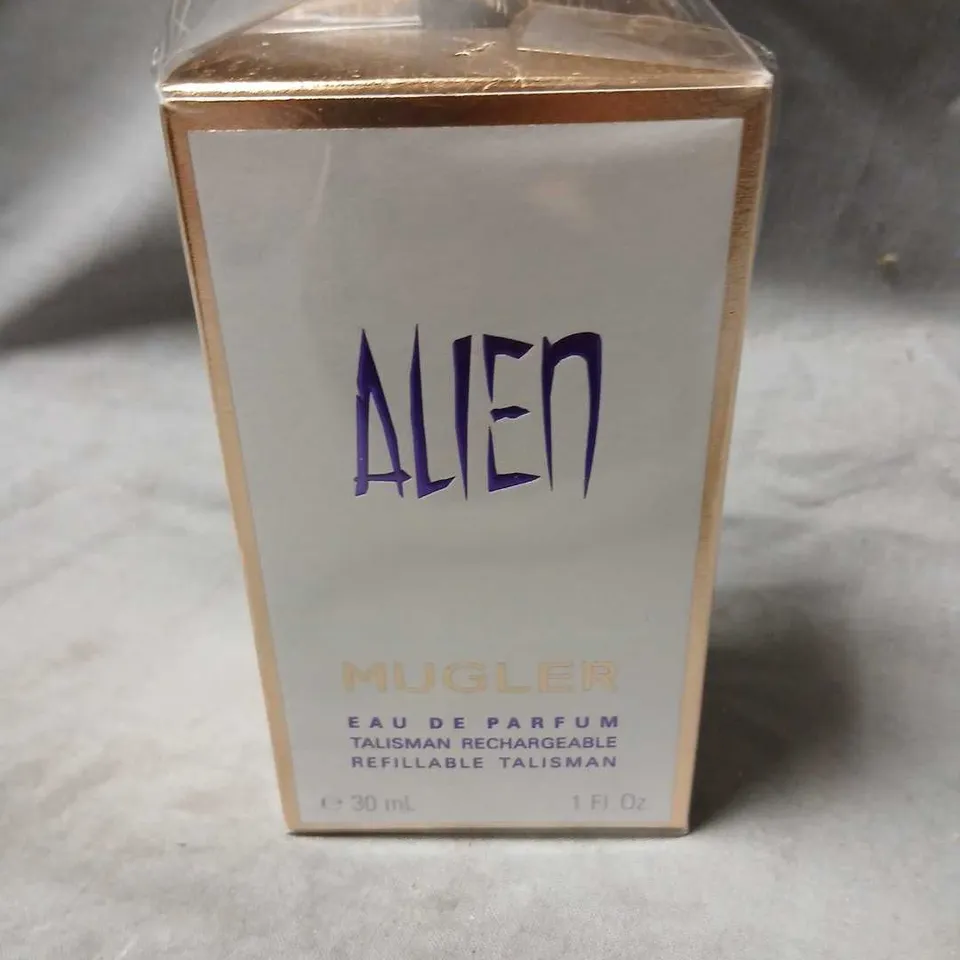 ALIEN
MUGLER
EAU DE PARFUM
TALISMAN RECHARGEABLE
REFILLABLE TALISMAN
℮ 30 mL 1 Fl Oz